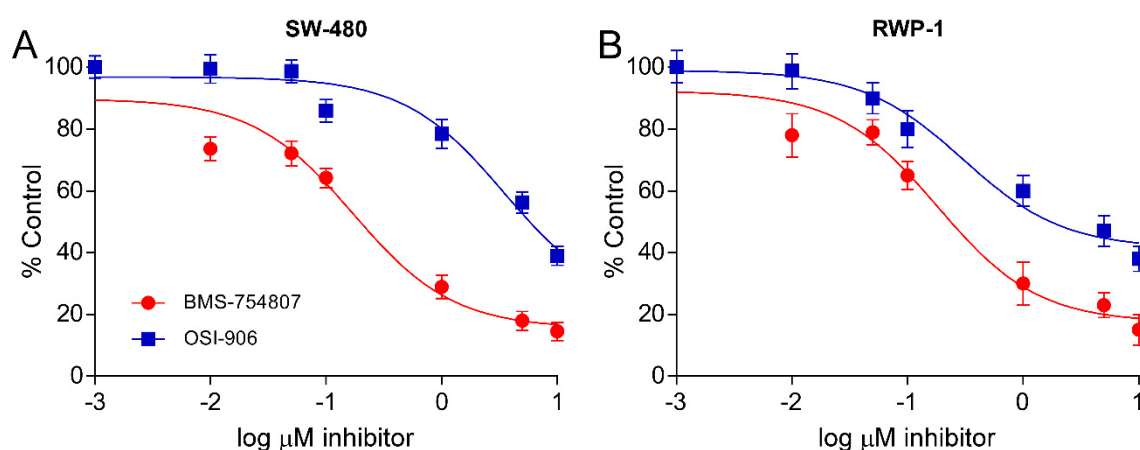 A
SW-480
% Control
100
80
60
40
20
0
BMS-754807
OSI-906
-3 -2 -1 0 1
log μM inhibitor
B
RWP-1
% Control
100
80
60
40
20
0
-3 -2 -1 0 1
log μM inhibitor